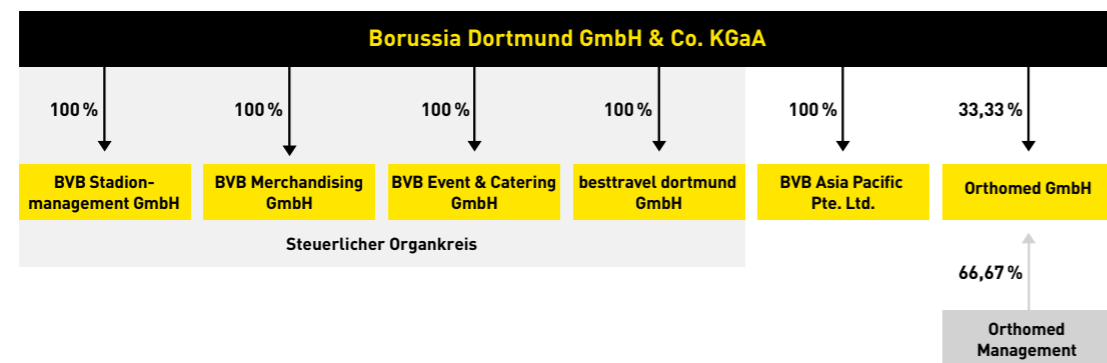 Borussia Dortmund GmbH & Co. KGaA
100 %
100 %
100 %
100 %
100 %
33,33 %
BVB Stadion-
management GmbH
BVB Merchandising
GmbH
BVB Event & Catering
GmbH
besttravel dortmund
GmbH
BVB Asia Pacific
Pte. Ltd.
Orthomed GmbH
Steuerlicher Organkreis
66,67 %
Orthomed
Management